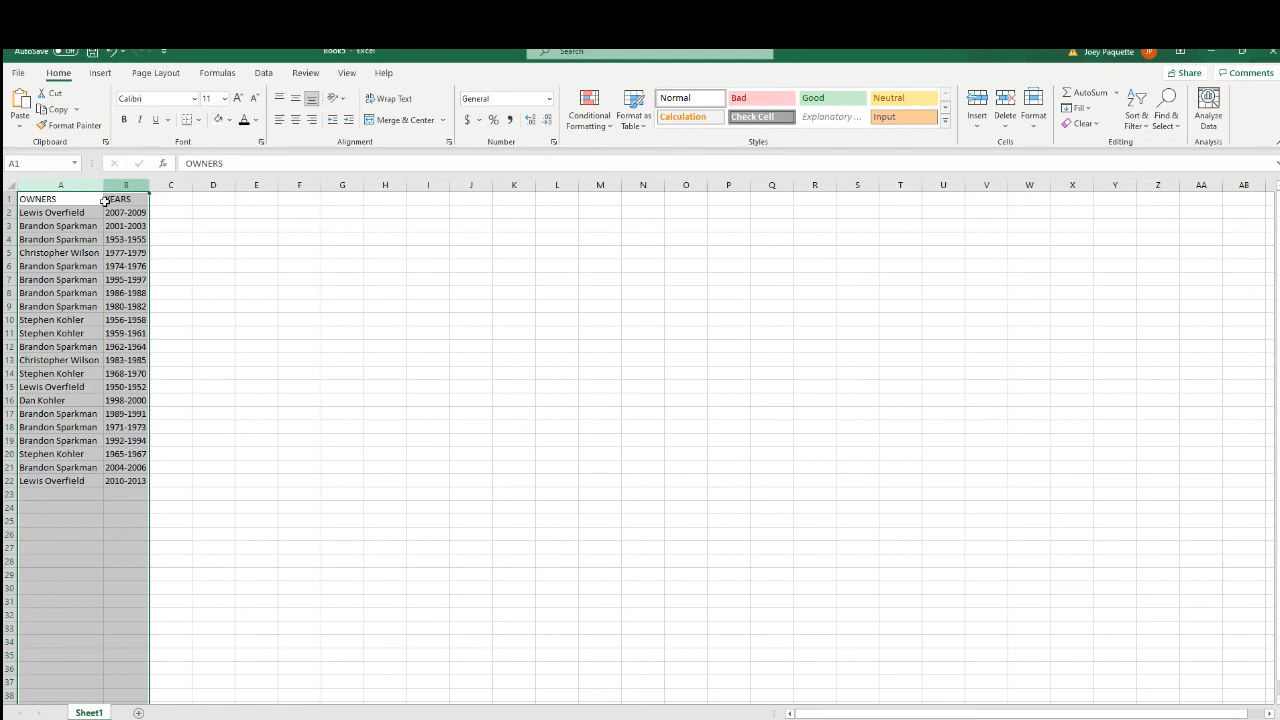 AutoSave Off Book5 - Excel Search Joey Paquette JP
File Home Insert Page Layout Formulas Data Review View Help Share Comments
Paste Cut Copy Format Painter
Calibri 11 A A
B I U A
Wrap Text
Merge & Center
General
$ % ,
Conditional Formatting Format as Table
Normal Bad Good Neutral
Calculation Check Cell Explanatory ... Input
Insert Delete Format
AutoSum Fill Clear
Sort & Filter Find & Select
Analyze Data
Clipboard Font Alignment Number Styles Cells Editing Analysis
A1 fx OWNERS
A B C D E F G H I J K L M N O P Q R S T U V W X Y Z AA AB
1 OWNERS YEARS
2 Lewis Overfield 2007-2009
3 Brandon Sparkman 2001-2003
4 Brandon Sparkman 1953-1955
5 Christopher Wilson 1977-1979
6 Brandon Sparkman 1974-1976
7 Brandon Sparkman 1995-1997
8 Brandon Sparkman 1986-1988
9 Brandon Sparkman 1980-1982
10 Stephen Kohler 1956-1958
11 Stephen Kohler 1959-1961
12 Brandon Sparkman 1962-1964
13 Christopher Wilson 1983-1985
14 Stephen Kohler 1968-1970
15 Lewis Overfield 1950-1952
16 Dan Kohler 1998-2000
17 Brandon Sparkman 1989-1991
18 Brandon Sparkman 1971-1973
19 Brandon Sparkman 1992-1994
20 Stephen Kohler 1965-1967
21 Brandon Sparkman 2004-2006
22 Lewis Overfield 2010-2013
23
24
25
26
27
28
29
30
31
32
33
34
35
36
37
38
Sheet1